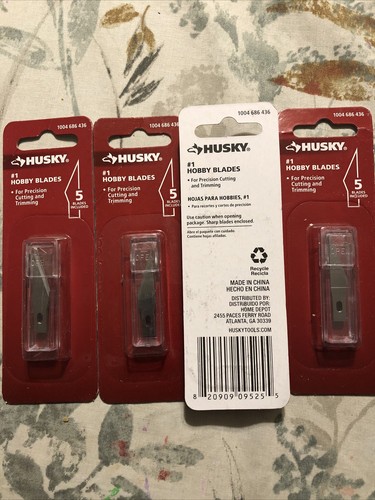 1004 686 436
HUSKY
#1
HOBBY BLADES
• For Precision
Cutting and
Trimming
5
BLADES
INCLUDED
1004 686 436
HUSKY
#1
HOBBY BLADES
• For Precision
Cutting and
Trimming
5
BLADES
INCLUDED
1004 686 436
HUSKY
#1
HOBBY BLADES
• For Precision Cutting
and Trimming
HOJAS PARA HOBBIES, #1
• Para recortes y cortes de precisión
Use caution when opening
package. Sharp blades enclosed.
Abra el paquete con cuidado.
Contiene hojas afiladas.
Recycle
Recicla
MADE IN CHINA
HECHO EN CHINA
DISTRIBUTED BY:
DISTRIBUIDO POR:
HOME DEPOT
2455 PACES FERRY ROAD
ATLANTA, GA 30339
HUSKYTOOLS.COM
8 20909 09525 5
1004 686 436
HUSKY
#1
HOBBY BLADES
• For Precision
Cutting and
Trimming
5
BLADES
INCLUDED